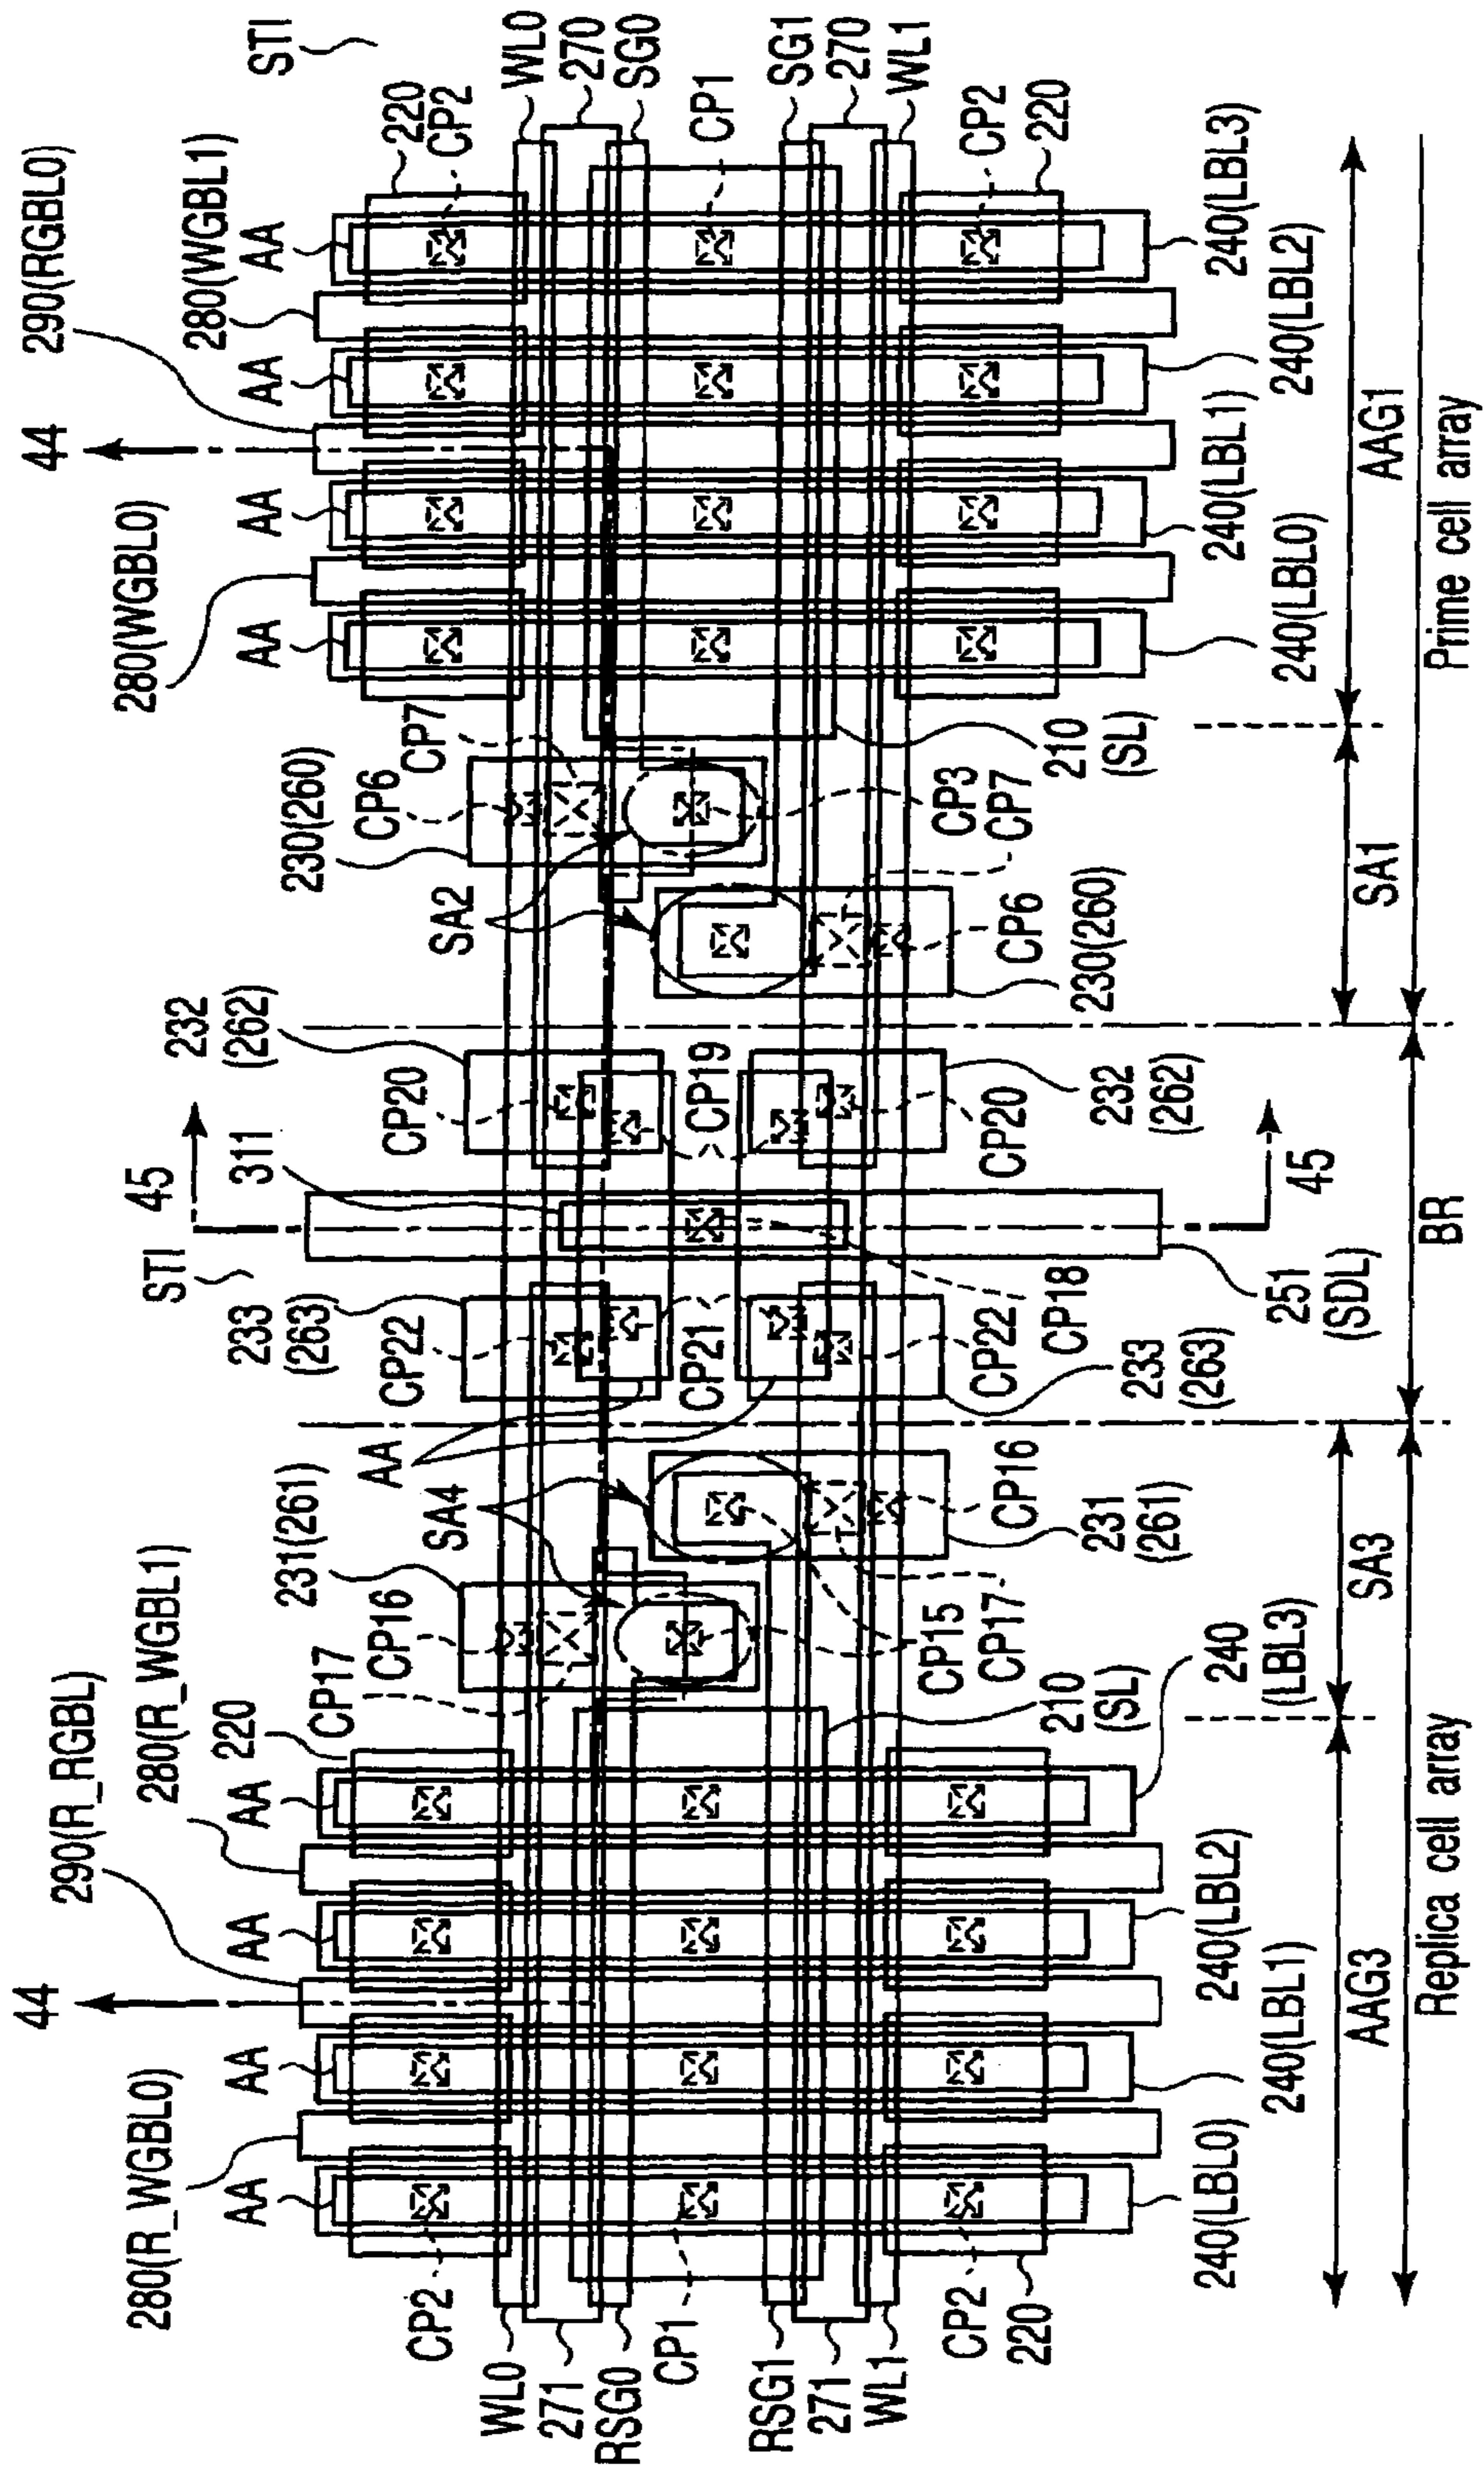 290(RGBL0)
280(WGBL1)
AA
AA
AA
AA
44
280(WGBL0)
220
CP2
STI
WL0
270
SG0
CP1
SG1
270
WL1
CP2
220
240(LBL3)
240(LBL2)
240(LBL1)
240(LBL0)
AAG1
Prime cell array
CP7
CP6
230(260)
SA2
210
(SL)
CP3
CP7
CP6
230(260)
SA1
232
(262)
CP20
CP19
CP20
232
(262)
45
311
STI
45
BR
233
(263)
CP22
CP21
CP18
CP22
251
(SDL)
233
(263)
AA
SA4
231(261)
CP16
CP17
CP16
231
(261)
CP15
CP17
210
(SL)
SA3
290(R_RGBL)
280(R_WGBL1)
220
AA
AA
AA
AA
44
280(R_WGBL0)
240
(LBL3)
240(LBL2)
240(LBL1)
240(LBL0)
AAG3
Replica cell array
CP2
WL0
271
RSG0
CP1
RSG1
271
WL1
CP2
220